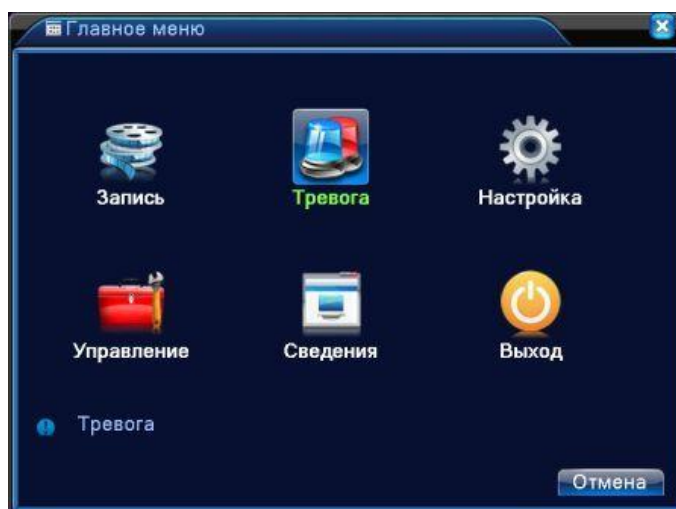 Главное меню
Запись Тревога Настройка
Управление Сведения Выход
Тревога
Отмена